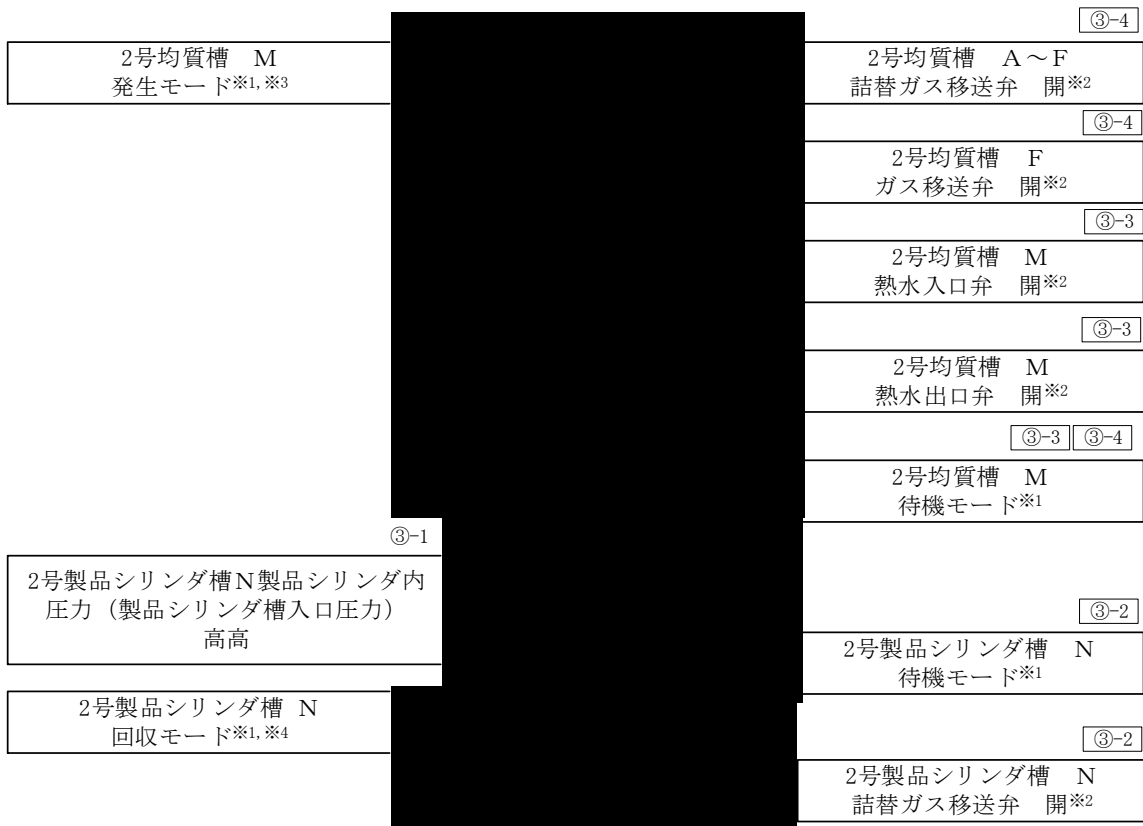 ③-4
2号均質槽　M
発生モード※1,※3
2号均質槽　A～F
詰替ガス移送弁　開※2
③-4
2号均質槽　F
ガス移送弁　開※2
③-3
2号均質槽　M
熱水入口弁　開※2
③-3
2号均質槽　M
熱水出口弁　開※2
③-3 ③-4
2号均質槽　M
待機モード※1
③-1
2号製品シリンダ槽N製品シリンダ内
圧力（製品シリンダ槽入口圧力）
高高
③-2
2号製品シリンダ槽　N
待機モード※1
2号製品シリンダ槽 N
回収モード※1,※4
③-2
2号製品シリンダ槽　N
詰替ガス移送弁　開※2